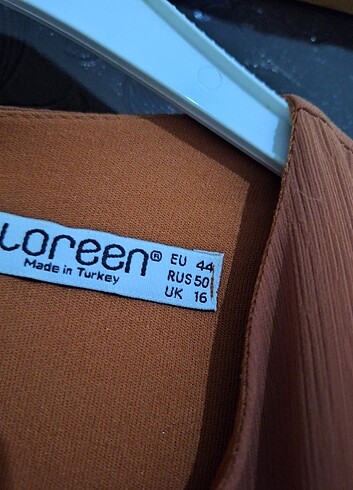 Loreen®
Made in Turkey
EU 44
RUS 50
UK 16